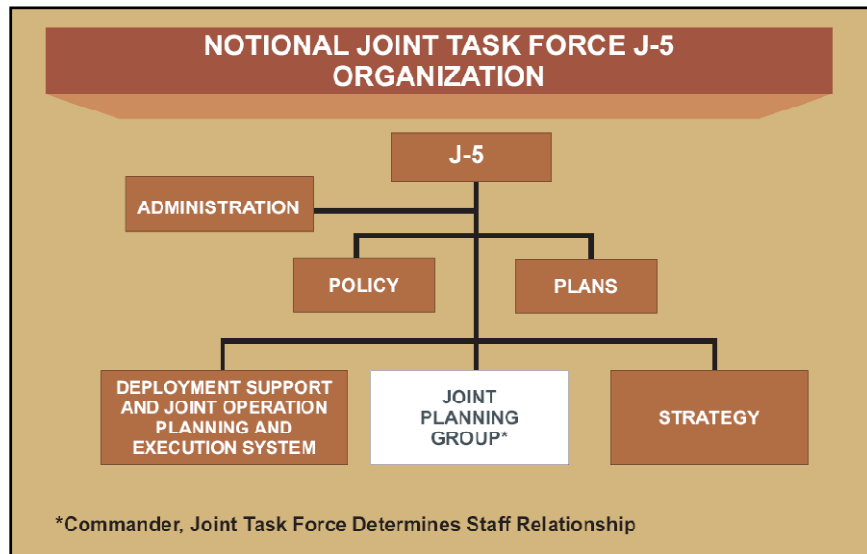 NOTIONAL JOINT TASK FORCE J-5
ORGANIZATION
J-5
ADMINISTRATION
POLICY
PLANS
DEPLOYMENT SUPPORT
AND JOINT OPERATION
PLANNING AND
EXECUTION SYSTEM
JOINT
PLANNING
GROUP*
STRATEGY
*Commander, Joint Task Force Determines Staff Relationship